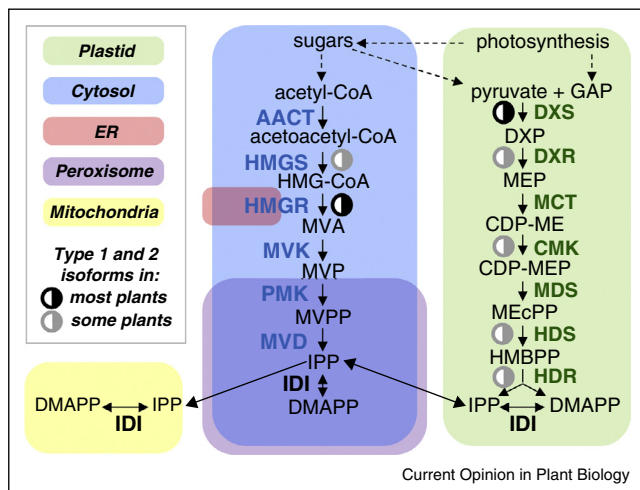 Plastid
Cytosol
ER
Peroxisome
Mitochondria
Type 1 and 2
isoforms in:
most plants
some plants
sugars
acetyl-CoA
AACT
acetoacetyl-CoA
HMGS
HMG-CoA
HMGR
MVA
MVK
MVP
PMK
MVPP
MVD
IPP
IDI
DMAPP
photosynthesis
pyruvate + GAP
DXS
DXP
DXR
MEP
MCT
CDP-ME
CMK
CDP-MEP
MDS
MEcPP
HDS
HMBPP
HDR
IPP DMAPP
IDI
DMAPP IPP
IDI
Current Opinion in Plant Biology